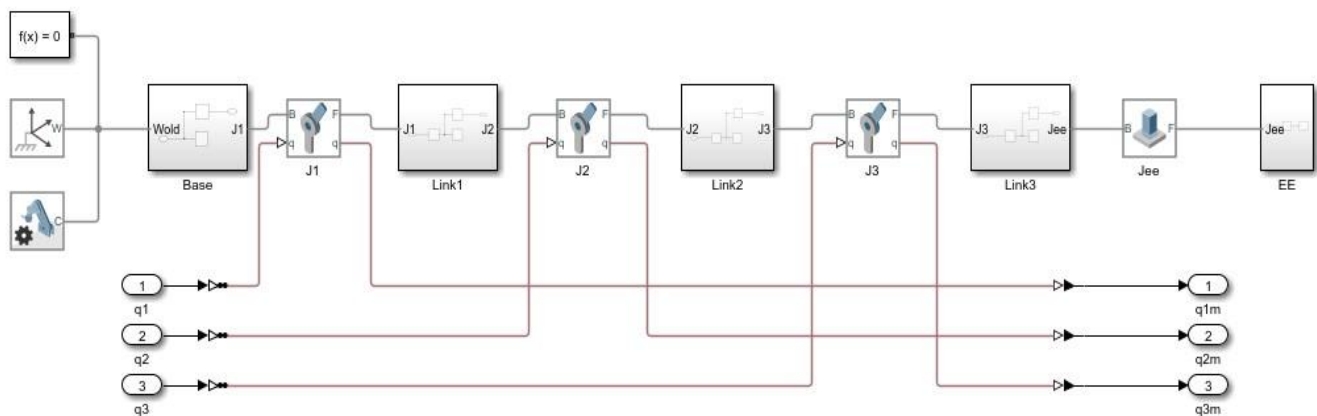 f(x) = 0
W
C
Wold J1
Base
B F
q q
J1
J1 J2
Link1
B F
q q
J2
J2 J3
Link2
B F
q q
J3
J3 Jee
Link3
B F
Jee
Jee
EE
1
q1
2
q2
3
q3
1
q1m
2
q2m
3
q3m